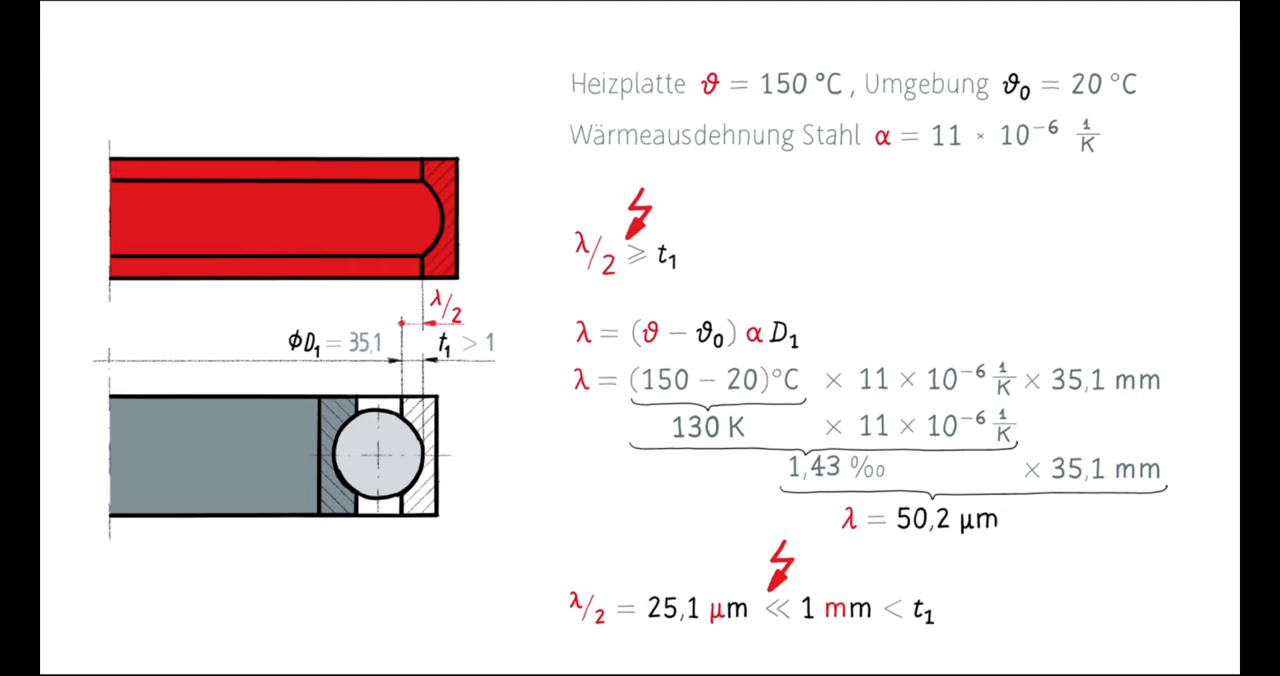 Heizplatte ϑ = 150 °C , Umgebung ϑ₀ = 20 °C
Wärmeausdehnung Stahl α = 11 × 10⁻⁶ 1/K
λ/2 ⩾ t₁
λ/2
ϕD₁ = 35,1 t₁ > 1
λ = (ϑ − ϑ₀) α D₁
λ = (150 − 20)°C × 11 × 10⁻⁶ 1/K × 35,1 mm
130 K × 11 × 10⁻⁶ 1/K
1,43 ‰ × 35,1 mm
λ = 50,2 µm
λ/2 = 25,1 µm ≪ 1 mm < t₁